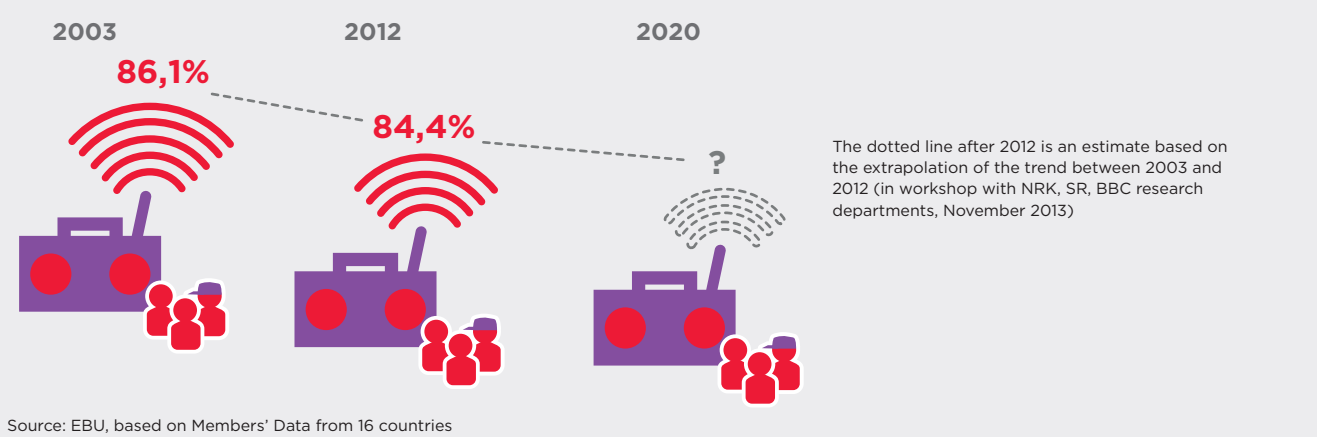 2003
2012
2020
86,1%
84,4%
?
The dotted line after 2012 is an estimate based on
the extrapolation of the trend between 2003 and
2012 (in workshop with NRK, SR, BBC research
departments, November 2013)
Source: EBU, based on Members’ Data from 16 countries